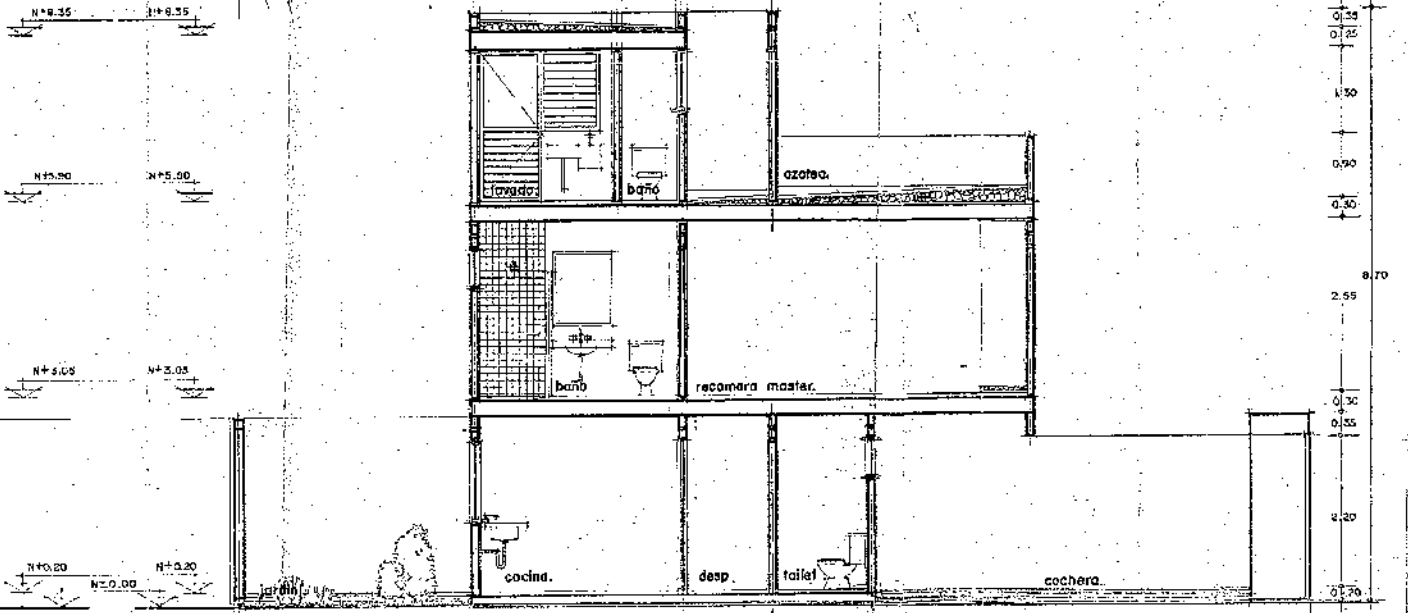 N+8.35 N+8.35
0.35
0.25
1.30
0.90
N+5.90 N+5.90
lavado. baño azotea.
0.30
8.70
2.55
baño recamara master.
N+3.05 N+3.05
0.30
0.35
2.20
N+0.20 N+0.20
N±0.00
jardin cocina. desp. toilet cochera.
0.20